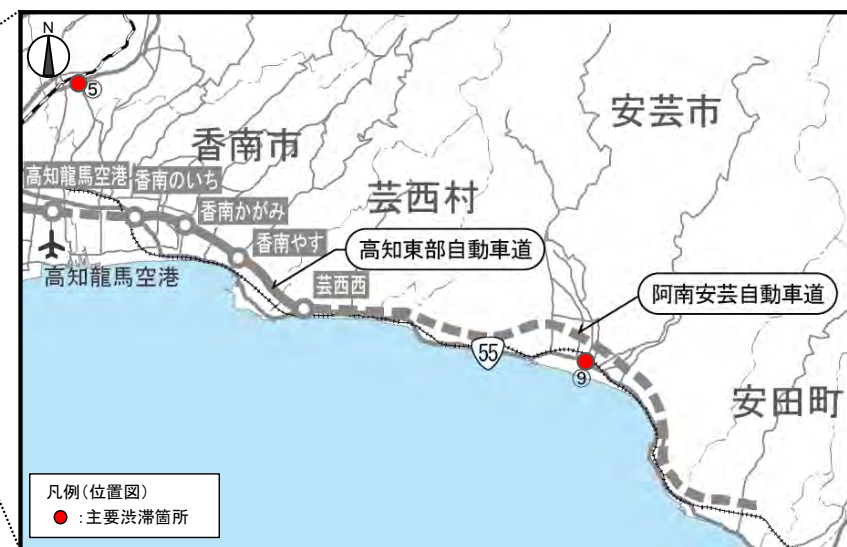 N
⑤
安芸市
香南市
高知龍馬空港
香南のいち
芸西村
香南かがみ
香南やす
高知東部自動車道
高知龍馬空港
芸西西
阿南安芸自動車道
55
⑨
安田町
凡例(位置図)
:主要渋滞箇所